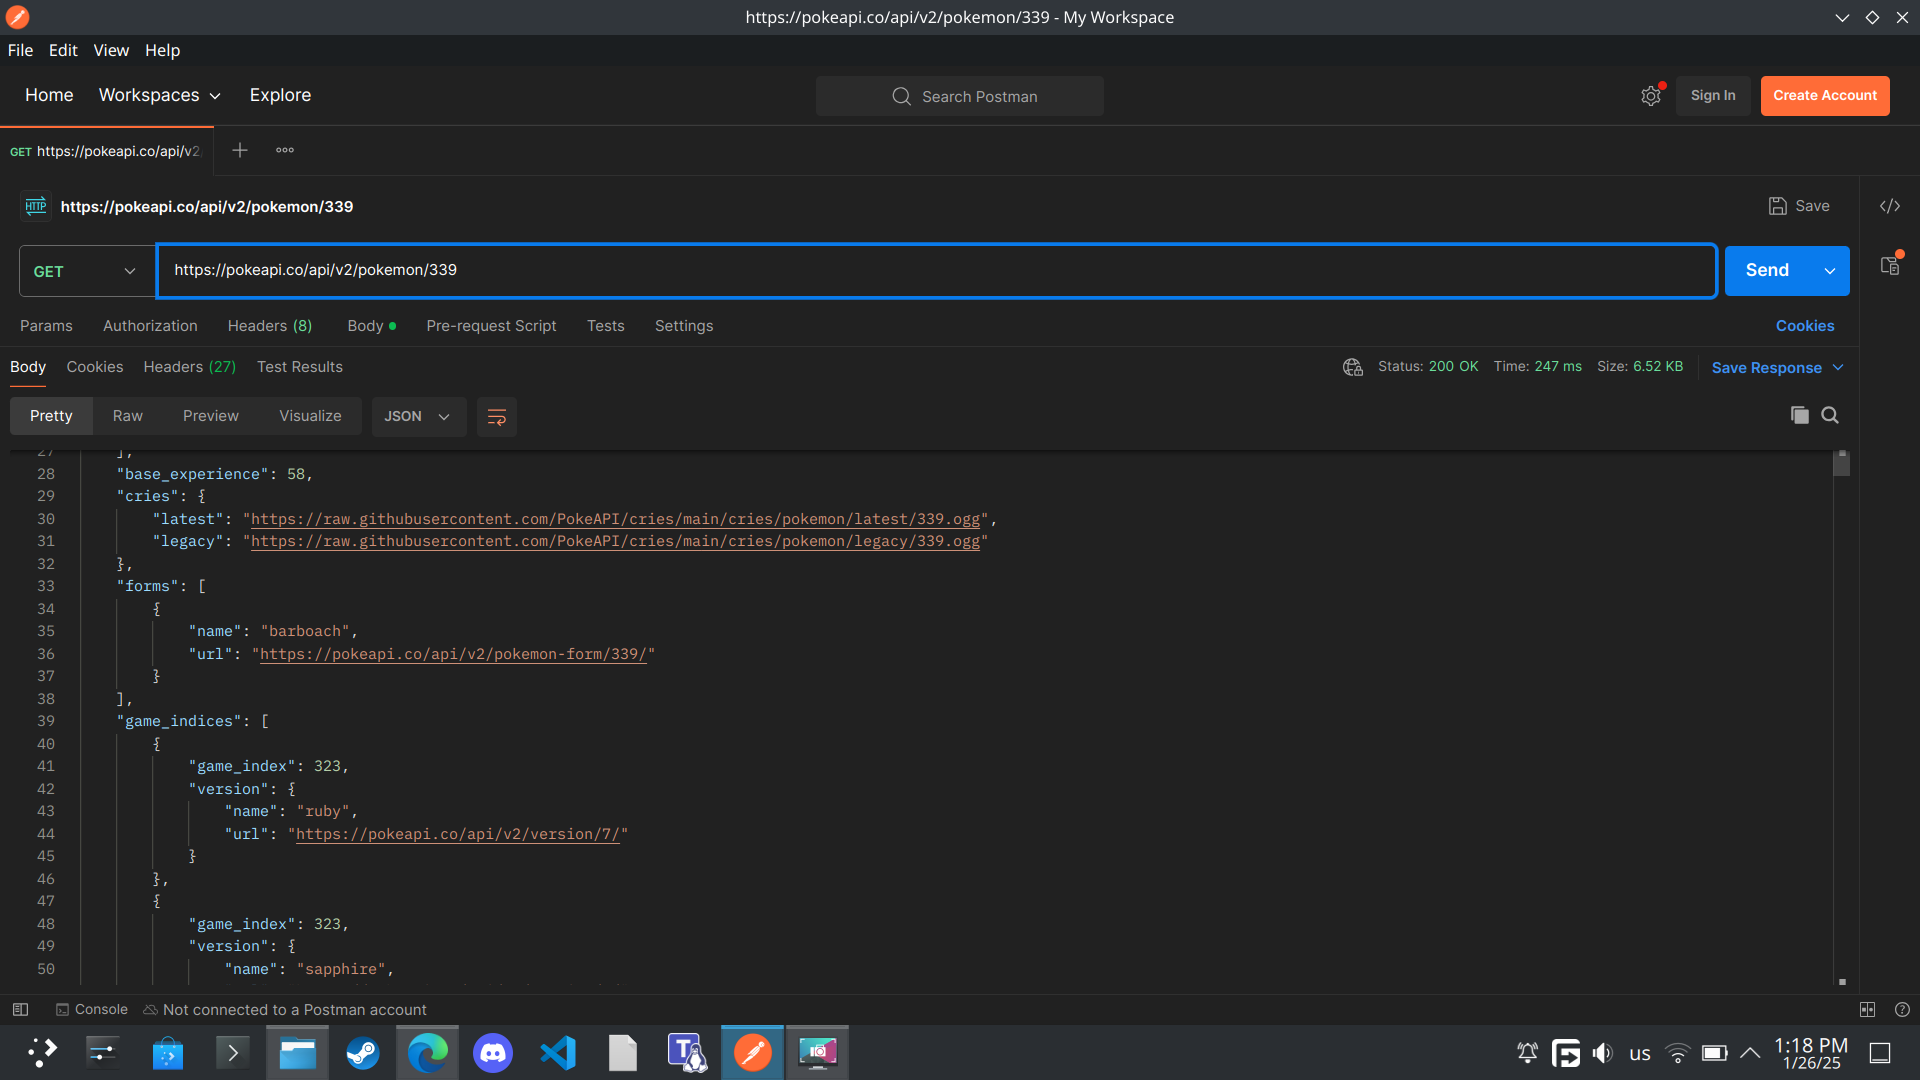 https://pokeapi.co/api/v2/pokemon/339 - My Workspace
File Edit View Help
Home Workspaces Explore Search Postman Sign In Create Account
GET https://pokeapi.co/api/v2
HTTP https://pokeapi.co/api/v2/pokemon/339 Save
GET https://pokeapi.co/api/v2/pokemon/339 Send
Params Authorization Headers (8) Body Pre-request Script Tests Settings Cookies
Body Cookies Headers (27) Test Results Status: 200 OK Time: 247 ms Size: 6.52 KB Save Response
Pretty Raw Preview Visualize JSON
27 ],
28 "base_experience": 58,
29 "cries": {
30 "latest": "https://raw.githubusercontent.com/PokeAPI/cries/main/cries/pokemon/latest/339.ogg",
31 "legacy": "https://raw.githubusercontent.com/PokeAPI/cries/main/cries/pokemon/legacy/339.ogg"
32 },
33 "forms": [
34 {
35 "name": "barboach",
36 "url": "https://pokeapi.co/api/v2/pokemon-form/339/"
37 }
38 ],
39 "game_indices": [
40 {
41 "game_index": 323,
42 "version": {
43 "name": "ruby",
44 "url": "https://pokeapi.co/api/v2/version/7/"
45 }
46 },
47 {
48 "game_index": 323,
49 "version": {
50 "name": "sapphire",
Console Not connected to a Postman account
us 1:18 PM
1/26/25